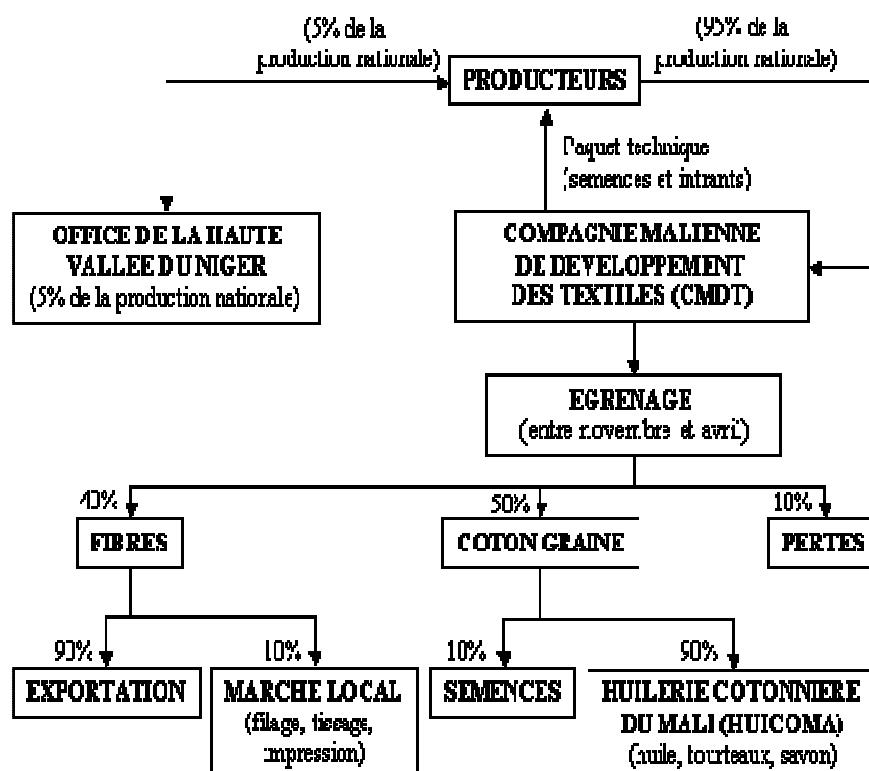 (5% de la
production nationale)
(95% de la
production nationale)
PRODUCTEURS
Paquet technique
(semences et intrants)
OFFICE DE LA HAUTE
VALLEE DU NIGER
(5% de la production nationale)
COMPAGNIE MALIENNE
DE DEVELOPPEMENT
DES TEXTILES (CMDT)
EGRENAGE
(entre novembre et avril)
40%
50%
10%
FIBRES
COTON GRAINE
PERTES
90%
10%
10%
90%
EXPORTATION
MARCHE LOCAL
(filage, tissage,
impression)
SEMENCES
HUILERIE COTONNIERE
DU MALI (HUICOMA)
(huile, tourteaux, savon)